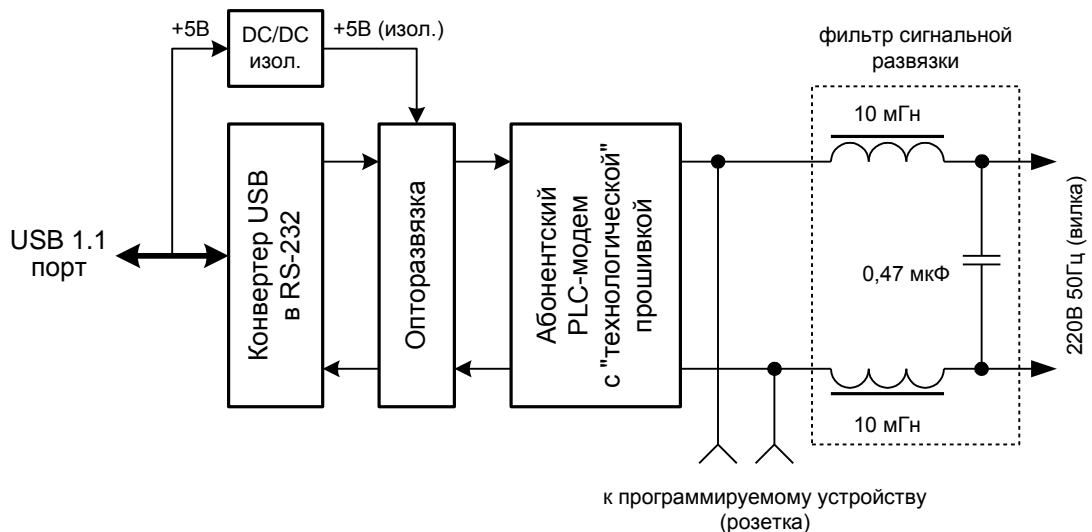 +5В
DC/DC
изол.
+5В (изол.)
фильтр сигнальной
развязки
10 мГн
USB 1.1
порт
Конвертер USB
в RS-232
Опторазвязка
Абонентский
PLC-модем
с "технологической"
прошивкой
0,47 мкФ
220В 50Гц (вилка)
10 мГн
к программируемому устройству
(розетка)